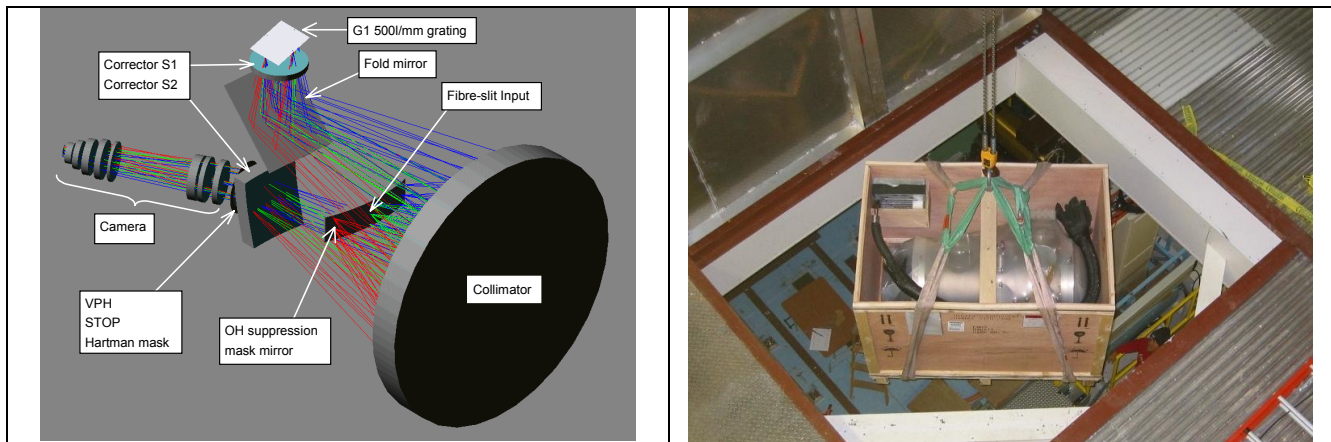 G1 500l/mm grating
Corrector S1
Corrector S2
Fold mirror
Fibre-slit Input
Camera
Collimator
VPH
STOP
Hartman mask
OH suppression
mask mirror